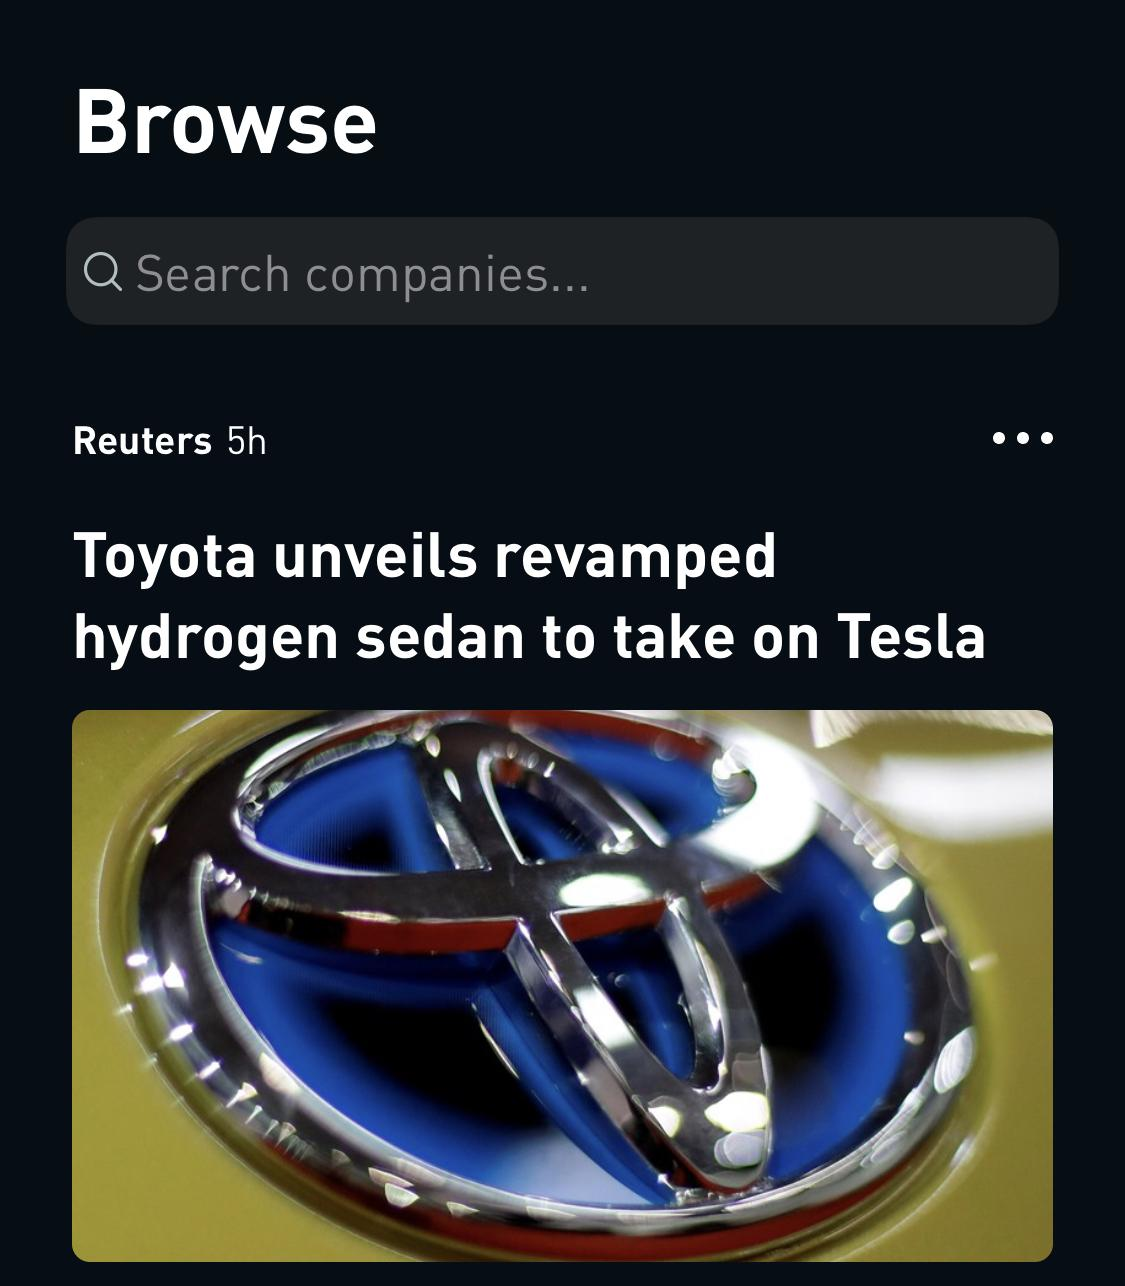 Browse
Search companies...
Reuters 5h
Toyota unveils revamped
hydrogen sedan to take on Tesla